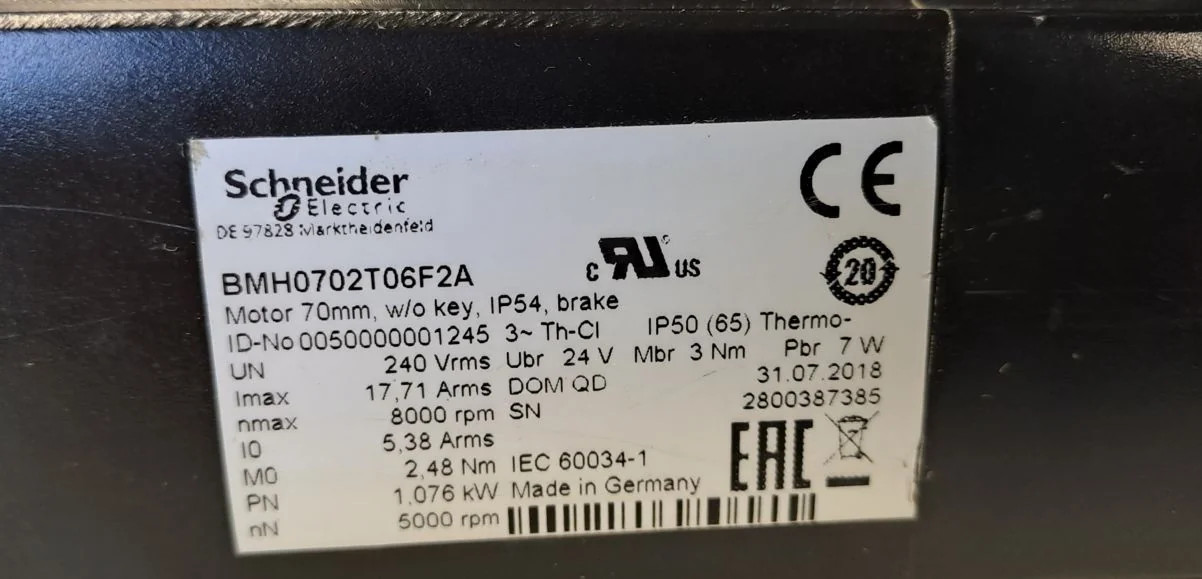 Schneider
Electric
DE 97828 Marktheidenfeld
CE
BMH0702T06F2A
c RU US
20
Motor 70mm, w/o key, IP54, brake
ID-No 0050000001245 3~ Th-Cl IP50 (65) Thermo-
UN 240 Vrms Ubr 24 V Mbr 3 Nm Pbr 7 W
Imax 17,71 Arms DOM QD 31.07.2018
nmax 8000 rpm SN 2800387385
I0 5,38 Arms
M0 2,48 Nm IEC 60034-1
PN 1,076 kW Made in Germany
nN 5000 rpm
EAC